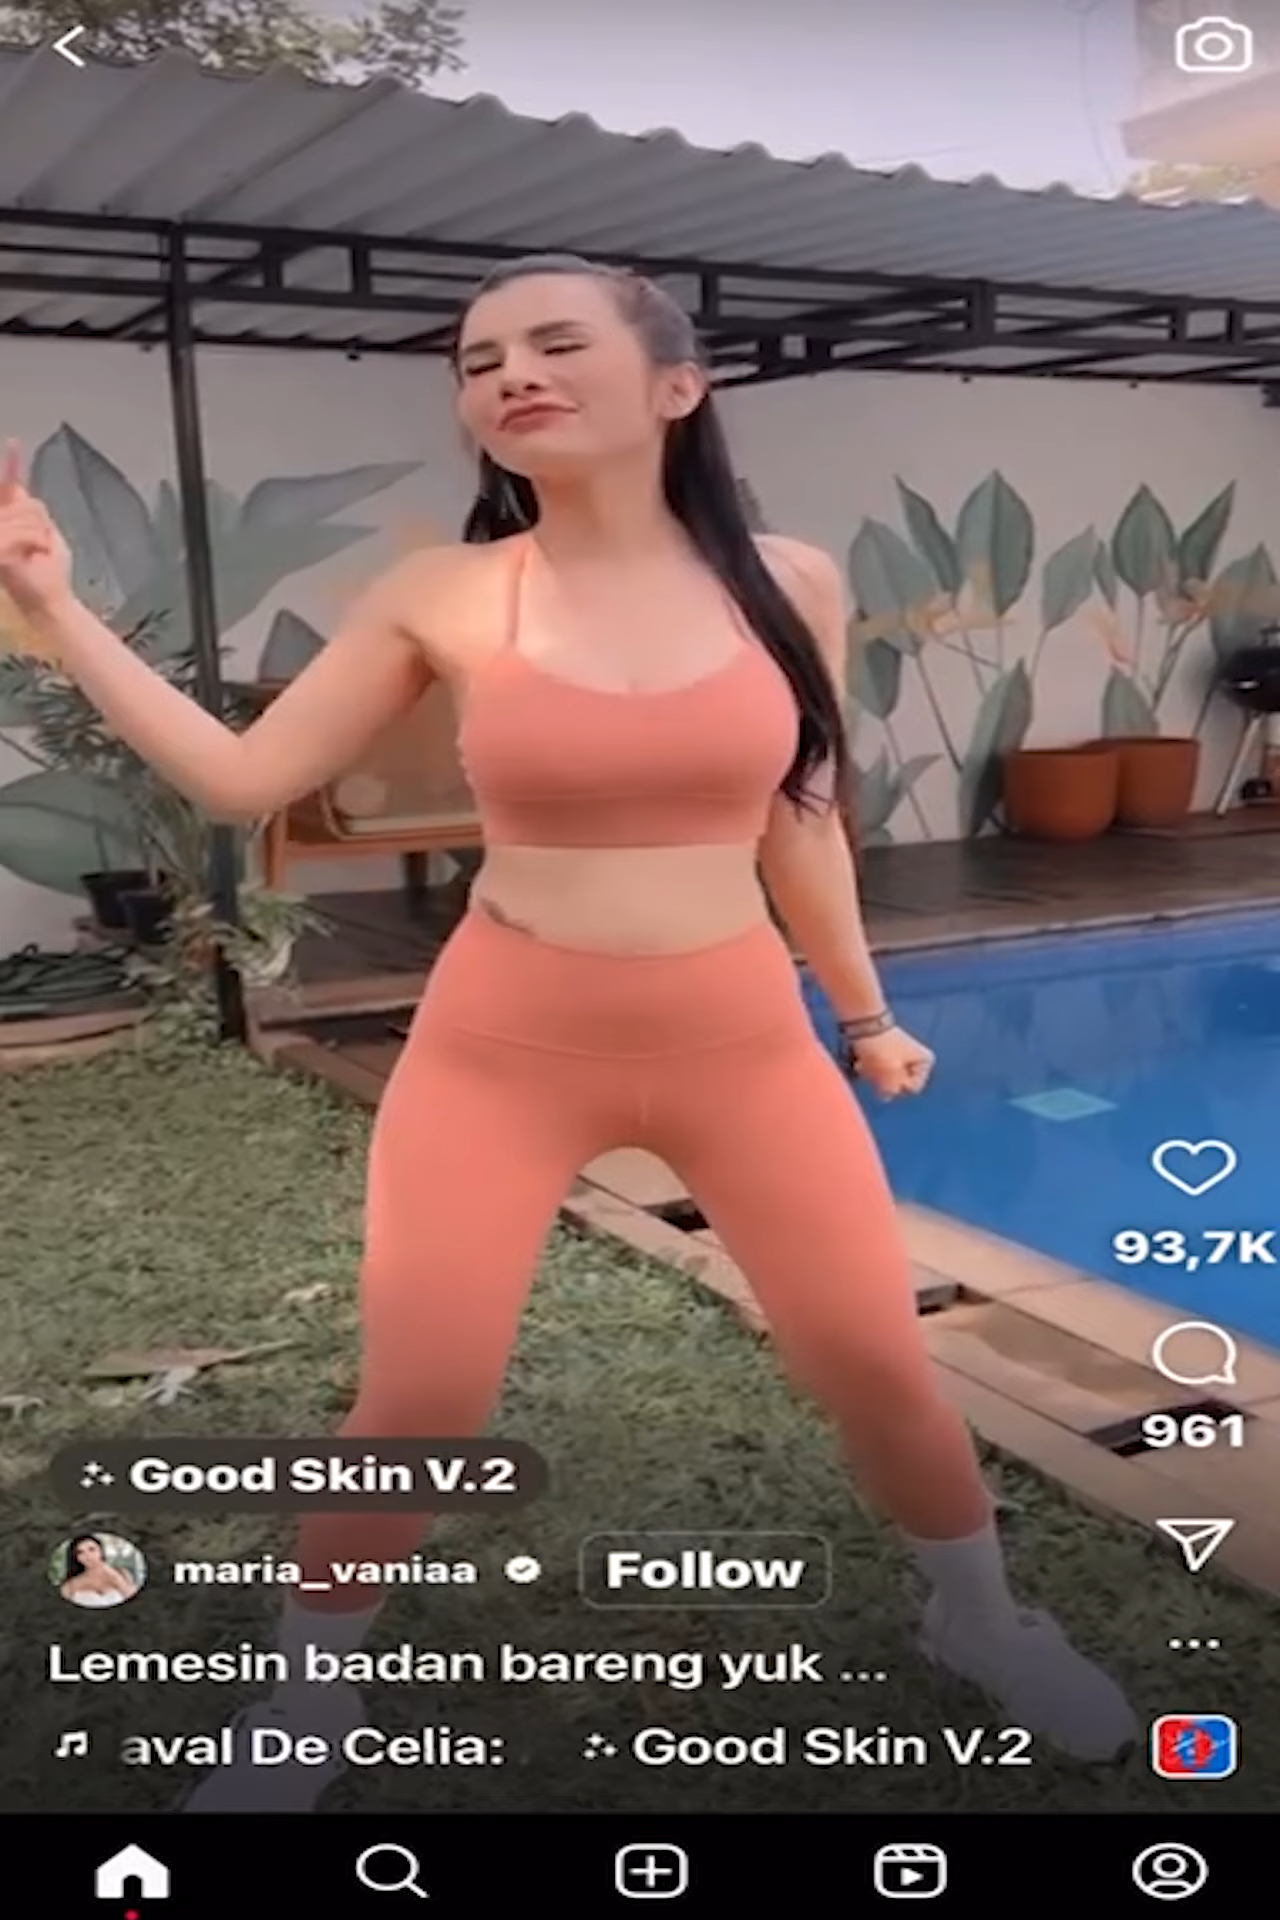 93,7K
961
Good Skin V.2
maria_vaniaa
Follow
Lemesin badan bareng yuk ...
aval De Celia:
Good Skin V.2